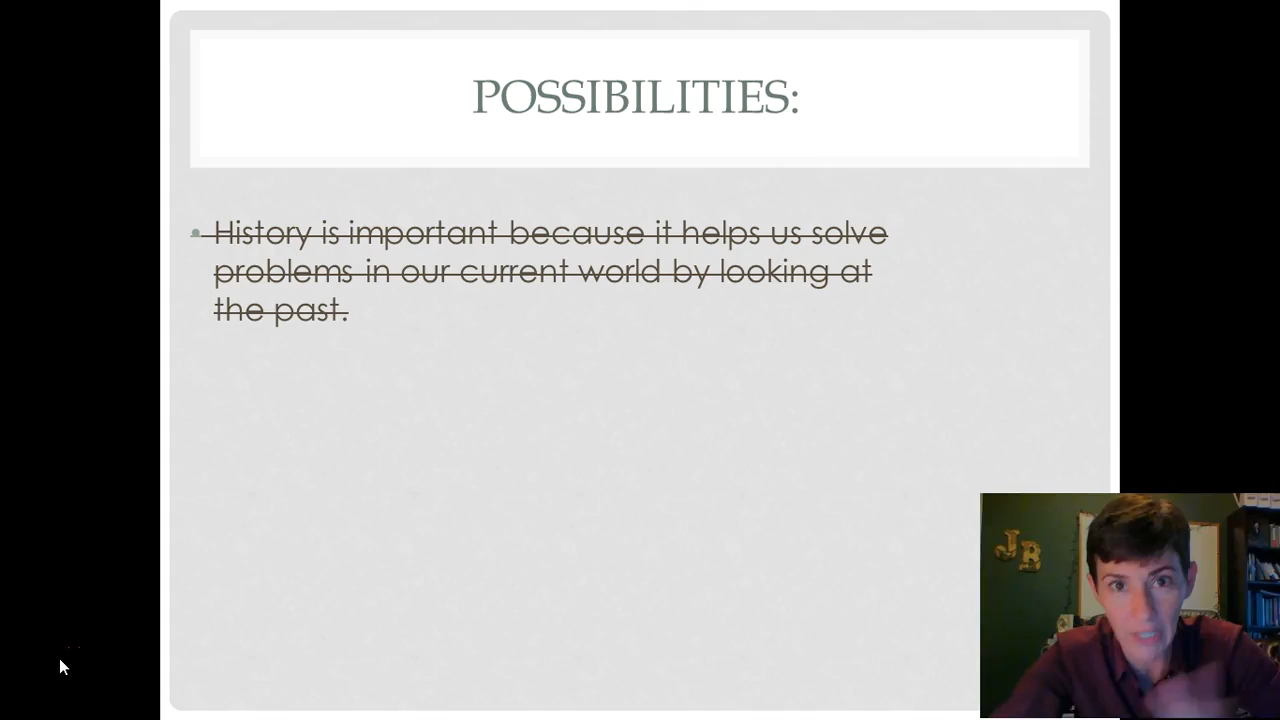 POSSIBILITIES:
• History is important because it helps us solve
problems in our current world by looking at
the past.
JB